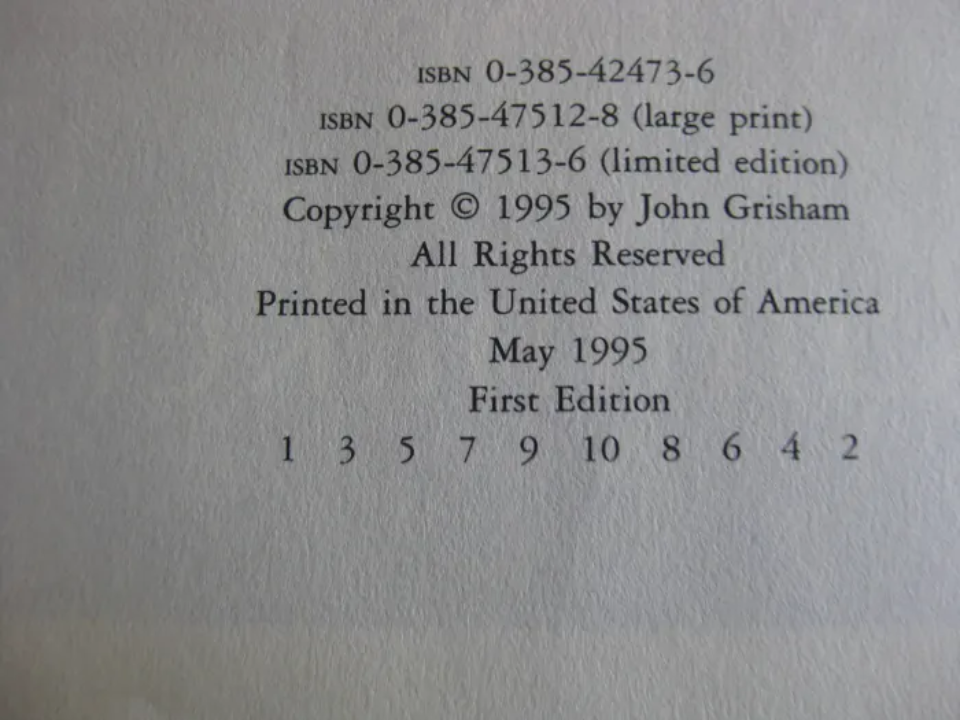 ISBN 0-385-42473-6
ISBN 0-385-47512-8 (large print)
ISBN 0-385-47513-6 (limited edition)
Copyright © 1995 by John Grisham
All Rights Reserved
Printed in the United States of America
May 1995
First Edition
1 3 5 7 9 10 8 6 4 2